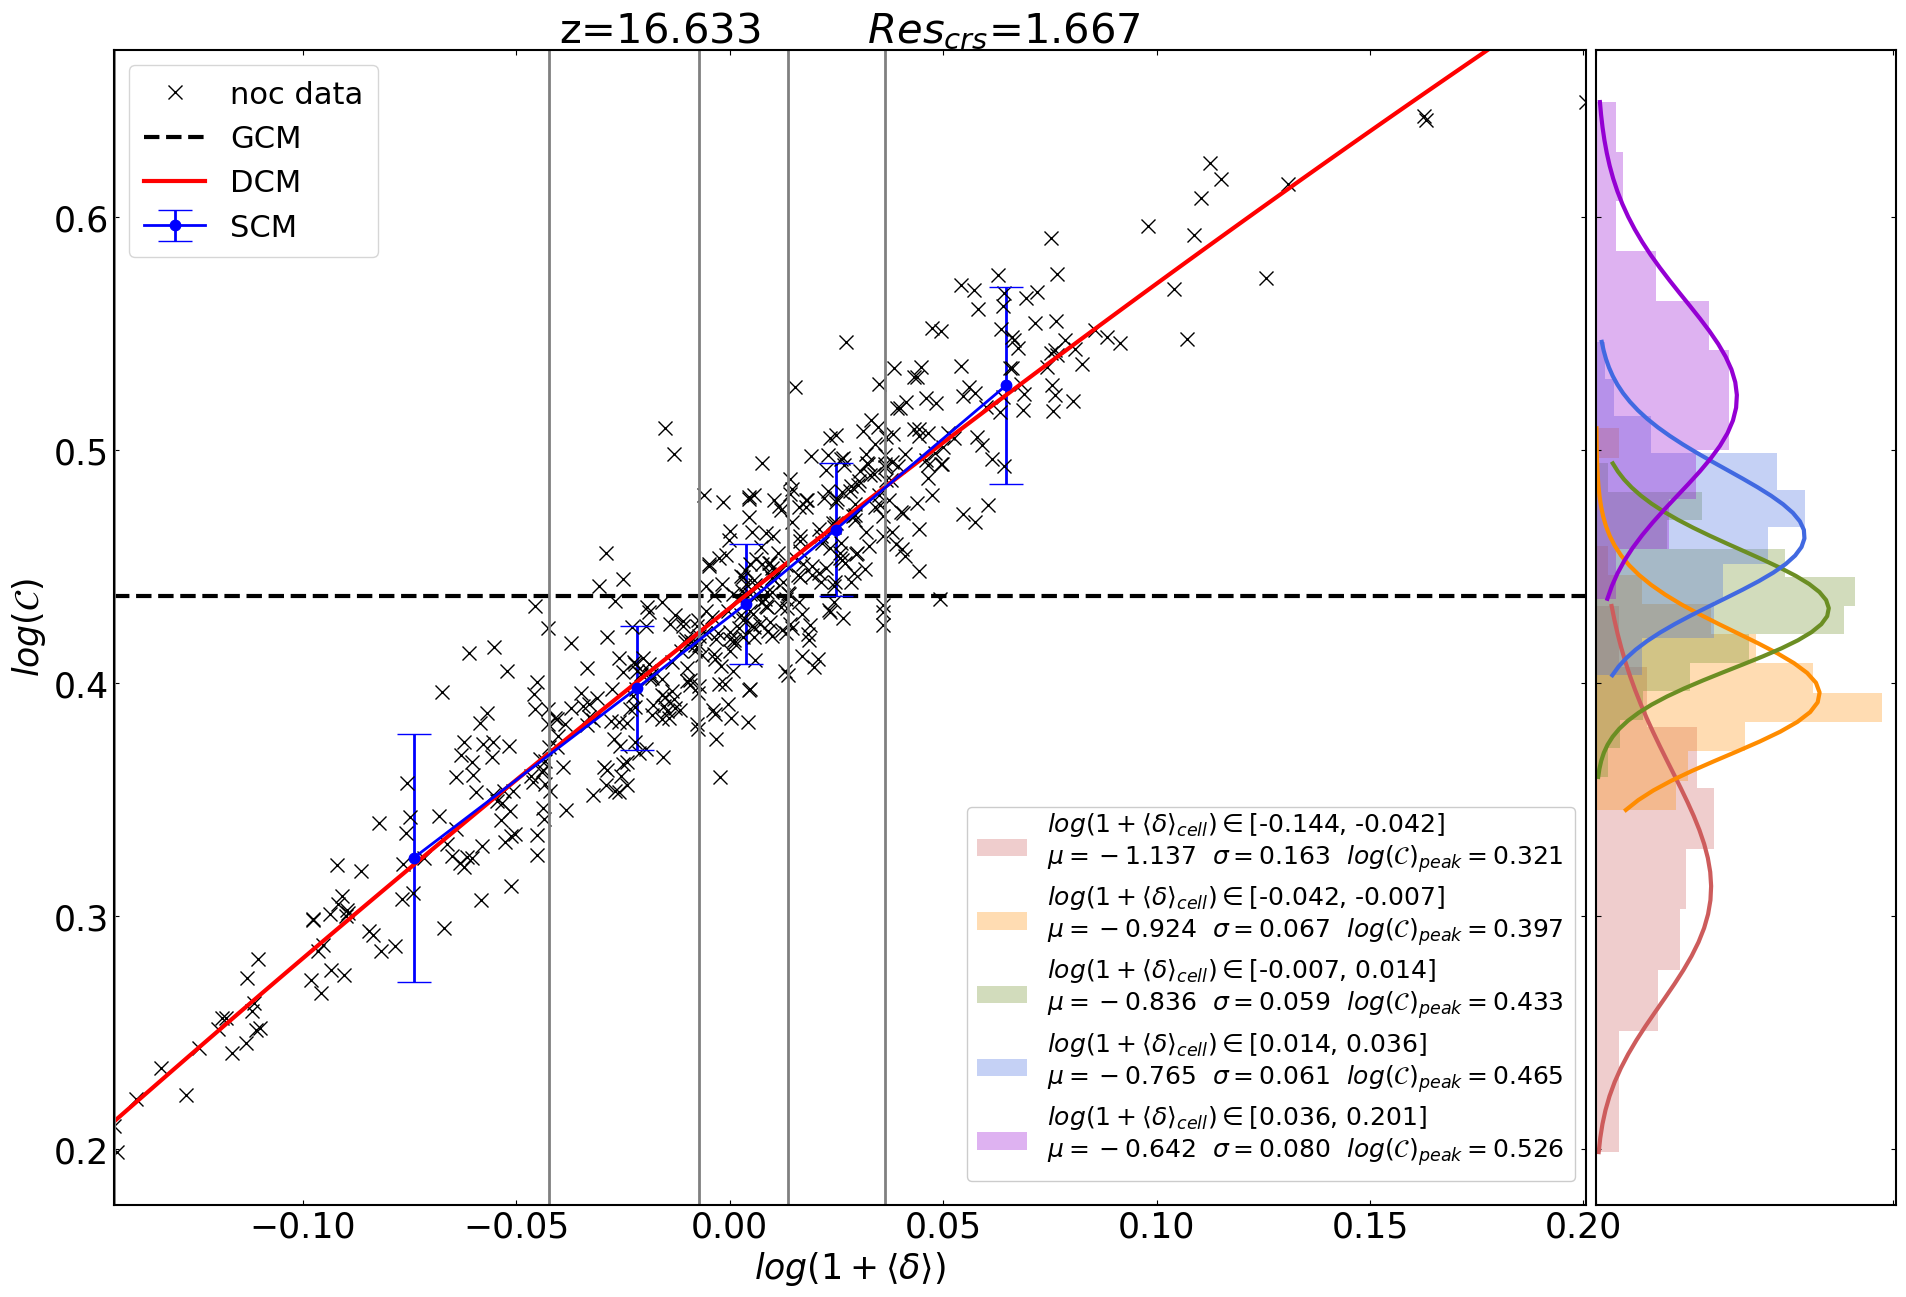 z=16.633 Res_crs=1.667
noc data
GCM
DCM
SCM
log(𝒞)
0.6
0.5
0.4
0.3
0.2
log(1 + ⟨δ⟩_cell) ∈ [-0.144, -0.042]
μ = −1.137 σ = 0.163 log(𝒞)_peak = 0.321
log(1 + ⟨δ⟩_cell) ∈ [-0.042, -0.007]
μ = −0.924 σ = 0.067 log(𝒞)_peak = 0.397
log(1 + ⟨δ⟩_cell) ∈ [-0.007, 0.014]
μ = −0.836 σ = 0.059 log(𝒞)_peak = 0.433
log(1 + ⟨δ⟩_cell) ∈ [0.014, 0.036]
μ = −0.765 σ = 0.061 log(𝒞)_peak = 0.465
log(1 + ⟨δ⟩_cell) ∈ [0.036, 0.201]
μ = −0.642 σ = 0.080 log(𝒞)_peak = 0.526
−0.10 −0.05 0.00 0.05 0.10 0.15 0.20
log(1 + ⟨δ⟩)